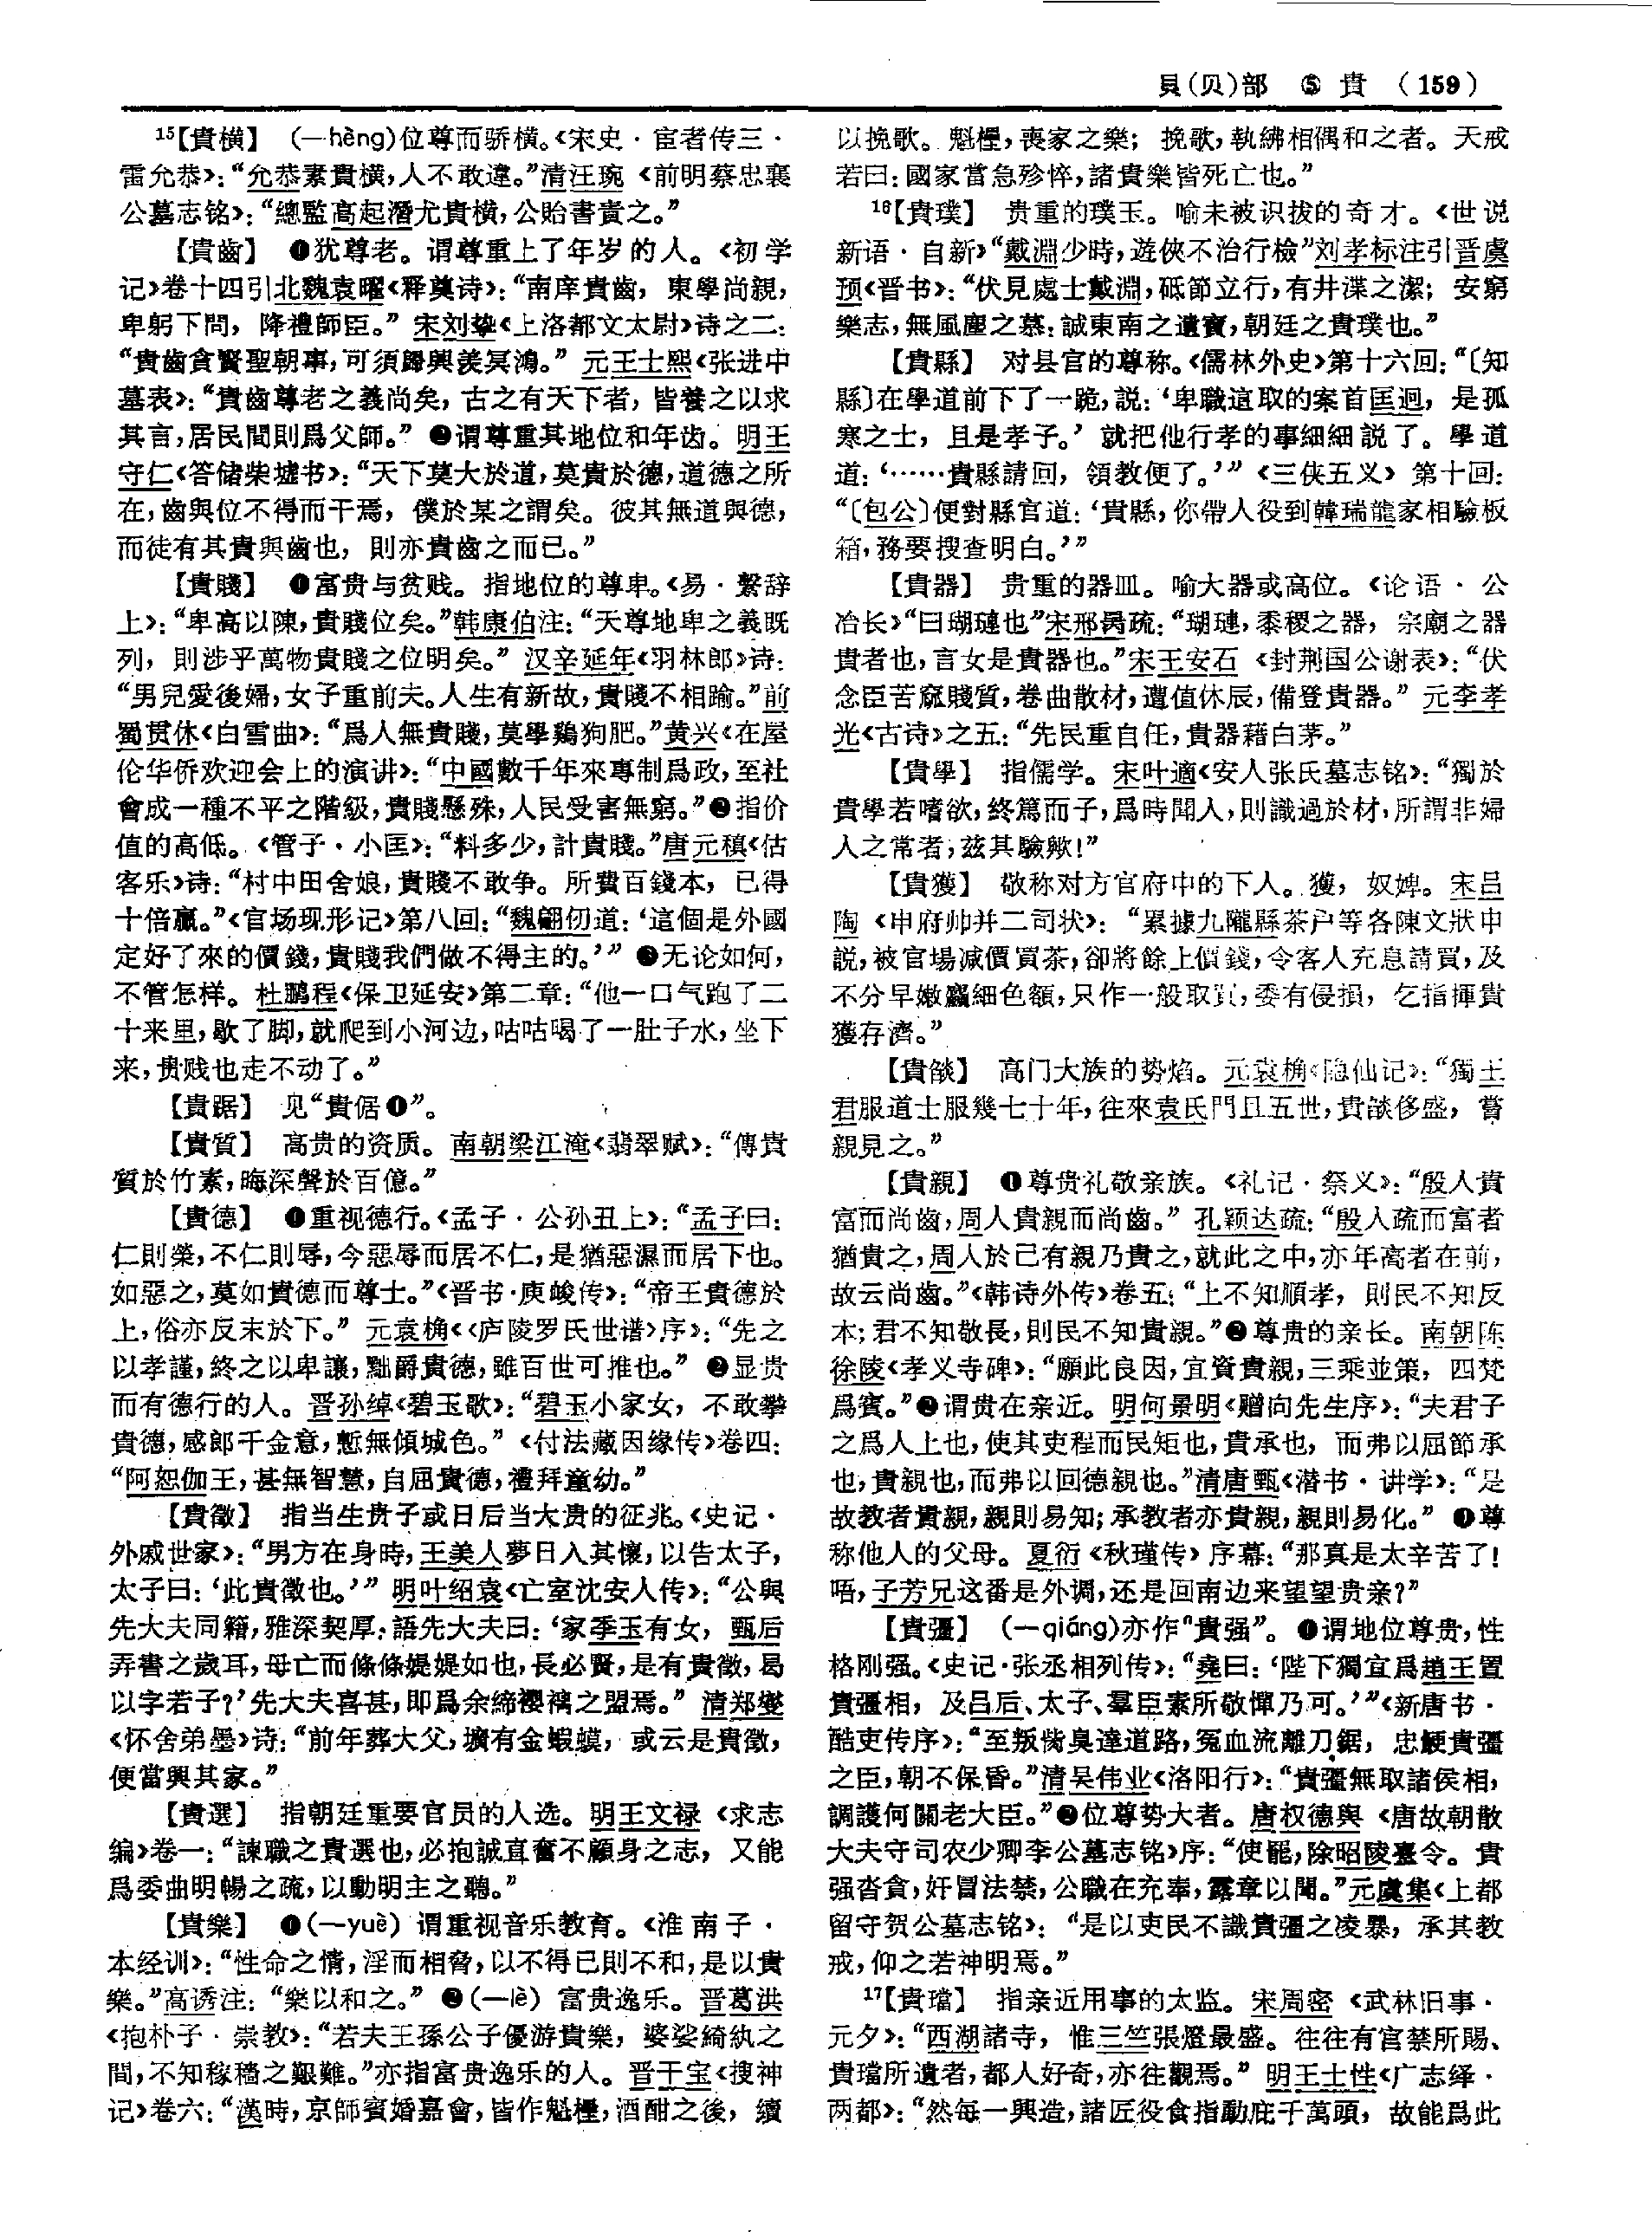 貝(贝)部 ⑤ 貴 (159)
15【貴横】 (—hèng)位尊而骄横。《宋史·宦者传三·
雷允恭》：“允恭素貴横，人不敢違。”清汪琬《前明蔡忠襄
公墓志铭》：“總監高起潛尤貴横，公貽書責之。”
【貴齒】 ❶犹尊老。谓尊重上了年岁的人。《初学
记》卷十四引北魏袁曜《释奠诗》：“南庠貴齒，東學尚親，
卑躬下問，降禮師臣。”宋刘挚《上洛都文太尉》诗之二：
“貴齒貪賢聖朝事，可須歸興羡冥鴻。”元王士熙《张进中
墓表》：“貴齒尊老之義尚矣，古之有天下者，皆養之以求
其言，居民間則爲父師。”❷谓尊重其地位和年齿。明王
守仁《答储柴墟书》：“天下莫大於道，莫貴於德，道德之所
在，齒與位不得而干焉，僕於某之謂矣。彼其無道與德，
而徒有其貴與齒也，則亦貴齒之而已。”
【貴賤】 ❶富贵与贫贱。指地位的尊卑。《易·繫辞
上》：“卑高以陳，貴賤位矣。”韩康伯注：“天尊地卑之義既
列，則涉乎萬物貴賤之位明矣。”汉辛延年《羽林郎》诗：
“男兒愛後婦，女子重前夫。人生有新故，貴賤不相踰。”前
蜀贯休《白雪曲》：“爲人無貴賤，莫學鷄狗肥。”黄兴《在屋
伦华侨欢迎会上的演讲》：“中國數千年來專制爲政，至社
會成一種不平之階級，貴賤懸殊，人民受害無窮。”❷指价
值的高低。《管子·小匡》：“料多少，計貴賤。”唐元稹《估
客乐》诗：“村中田舍娘，貴賤不敢争。所費百錢本，已得
十倍赢。”《官场现形记》第八回：“魏翩仞道：‘這個是外國
定好了來的價錢，貴賤我們做不得主的。’”❸无论如何，
不管怎样。杜鹏程《保卫延安》第二章：“他一口气跑了二
十来里，歇了脚，就爬到小河边，咕咕喝了一肚子水，坐下
来，贵贱也走不动了。”
【貴踞】 见“貴倨❶”。
【貴質】 高贵的资质。南朝梁江淹《翡翠赋》：“傳貴
質於竹素，晦深聲於百億。”
【貴德】 ❶重视德行。《孟子·公孙丑上》：“孟子曰：
仁則榮，不仁則辱，今惡辱而居不仁，是猶惡濕而居下也。
如惡之，莫如貴德而尊士。”《晋书·庾峻传》：“帝王貴德於
上，俗亦反末於下。”元袁桷《〈庐陵罗氏世谱〉序》：“先之
以孝謹，終之以卑讓，黜爵貴德，雖百世可推也。”❷显贵
而有德行的人。晋孙绰《碧玉歌》：“碧玉小家女，不敢攀
貴德，感郎千金意，慙無傾城色。”《付法藏因缘传》卷四：
“阿恕伽王，甚無智慧，自屈貴德，禮拜童幼。”
【貴徵】 指当生贵子或日后当大贵的征兆。《史记·
外戚世家》：“男方在身時，王美人夢日入其懷，以告太子，
太子曰：‘此貴徵也。’”明叶绍袁《亡室沈安人传》：“公與
先大夫同籍，雅深契厚；語先大夫曰：‘家季玉有女，甄后
弄書之歲耳，母亡而條條媞媞如也，長必賢，是有貴徵，曷
以字若子？’先大夫喜甚，即爲余締褵褵之盟焉。”清郑燮
《怀舍弟墨》诗：“前年葬大父，壙有金蝦蟆，或云是貴徵，
便當興其家。”
【貴選】 指朝廷重要官员的人选。明王文禄《求志
编》卷一：“諫職之貴選也，必抱誠直奮不顧身之志，又能
爲委曲明暢之疏，以動明主之聽。”
【貴樂】 ❶(—yuè) 谓重视音乐教育。《淮南子·
本经训》：“性命之情，淫而相脅，以不得已則不和，是以貴
樂。”高诱注：“樂以和之。”❷(—lè) 富贵逸乐。晋葛洪
《抱朴子·崇教》：“若夫王孫公子優游貴樂，婆娑綺紈之
間，不知稼穡之艱難。”亦指富贵逸乐的人。晋干宝《搜神
记》卷六：“漢時，京師賓婚嘉會，皆作魁櫑，酒酣之後，續
以挽歌。魁櫑，喪家之樂；挽歌，執紼相偶和之者。天戒
若曰：國家當急殄悴，諸貴樂皆死亡也。”
16【貴璞】 贵重的璞玉。喻未被识拔的奇才。《世说
新语·自新》“戴淵少時，遊俠不治行檢”刘孝标注引晋虞
预《晋书》：“伏見處士戴淵，砥節立行，有井渫之潔；安窮
樂志，無風塵之慕；誠東南之遺寶，朝廷之貴璞也。”
【貴縣】 对县官的尊称。《儒林外史》第十六回：“〔知
縣〕在學道前下了一跪，説：‘卑職這取的案首匡迥，是孤
寒之士，且是孝子。’就把他行孝的事細細説了。學道
道：‘……貴縣請回，領教便了。’”《三侠五义》第十回：
“〔包公〕便對縣官道：‘貴縣，你帶人役到韓瑞龍家相驗板
箱，務要搜查明白。’”
【貴器】 贵重的器皿。喻大器或高位。《论语·公
冶长》“曰瑚璉也”宋邢昺疏：“瑚璉，黍稷之器，宗廟之器
貴者也，言女是貴器也。”宋王安石《封荆国公谢表》：“伏
念臣苦窳賤質，卷曲散材，遭值休辰，備登貴器。”元李孝
光《古诗》之五：“先民重自任，貴器藉白茅。”
【貴學】 指儒学。宋叶適《安人张氏墓志铭》：“獨於
貴學若嗜欲，終篤而子，爲時聞人，則識過於材，所謂非婦
人之常者，兹其驗歟！”
【貴獲】 敬称对方官府中的下人。獲，奴婢。宋吕
陶《申府帅并二司状》：“累據九隴縣茶户等各陳文狀申
説，被官場減價買茶，卻將餘上價錢，令客人充息請買，及
不分早嫩麤細色額，只作一般取買，委有侵損，乞指揮貴
獲存濟。”
【貴燄】 高门大族的势焰。元袁桷《隐仙记》：“獨王
君服道士服幾七十年，往來袁氏門且五世，貴燄侈盛，嘗
親見之。”
【貴親】 ❶尊贵礼敬亲族。《礼记·祭义》：“殷人貴
富而尚齒，周人貴親而尚齒。”孔颖达疏：“殷人疏而富者
猶貴之，周人於己有親乃貴之，就此之中，亦年高者在前，
故云尚齒。”《韩诗外传》卷五：“上不知順孝，則民不知反
本；君不知敬長，則民不知貴親。”❷尊贵的亲长。南朝陈
徐陵《孝义寺碑》：“願此良因，宜資貴親，三乘並策，四梵
爲賓。”❸谓贵在亲近。明何景明《赠向先生序》：“夫君子
之爲人上也，使其吏程而民矩也，貴承也，而弗以屈節承
也，貴親也，而弗以回德親也。”清唐甄《潜书·讲学》：“是
故教者貴親，親則易知；承教者亦貴親，親則易化。”❹尊
称他人的父母。夏衍《秋瑾传》序幕：“那真是太辛苦了！
唔，子芳兄这番是外调，还是回南边来望望贵亲？”
【貴彊】 (—qiáng)亦作“貴强”。❶谓地位尊贵，性
格刚强。《史记·张丞相列传》：“堯曰：‘陛下獨宜爲趙王置
貴彊相，及吕后、太子、羣臣素所敬憚乃可。’”《新唐书·
酷吏传序》：“至叛臠臭達道路，冤血流離刀鋸，忠鯁貴彊
之臣，朝不保昏。”清吴伟业《洛阳行》：“貴彊無取諸侯相，
調護何關老大臣。”❷位尊势大者。唐权德舆《唐故朝散
大夫守司农少卿李公墓志铭》序：“使罷，除昭陵臺令。貴
强沓貪，奸冒法禁，公職在充奉，露章以聞。”元虞集《上都
留守贺公墓志铭》：“是以吏民不識貴彊之凌暴，承其教
戒，仰之若神明焉。”
17【貴璫】 指亲近用事的太监。宋周密《武林旧事·
元夕》：“西湖諸寺，惟三竺張燈最盛。往往有宫禁所賜、
貴璫所遺者，都人好奇，亦往觀焉。”明王士性《广志绎·
两都》：“然每一興造，諸匠役食指動庇千萬頭，故能爲此